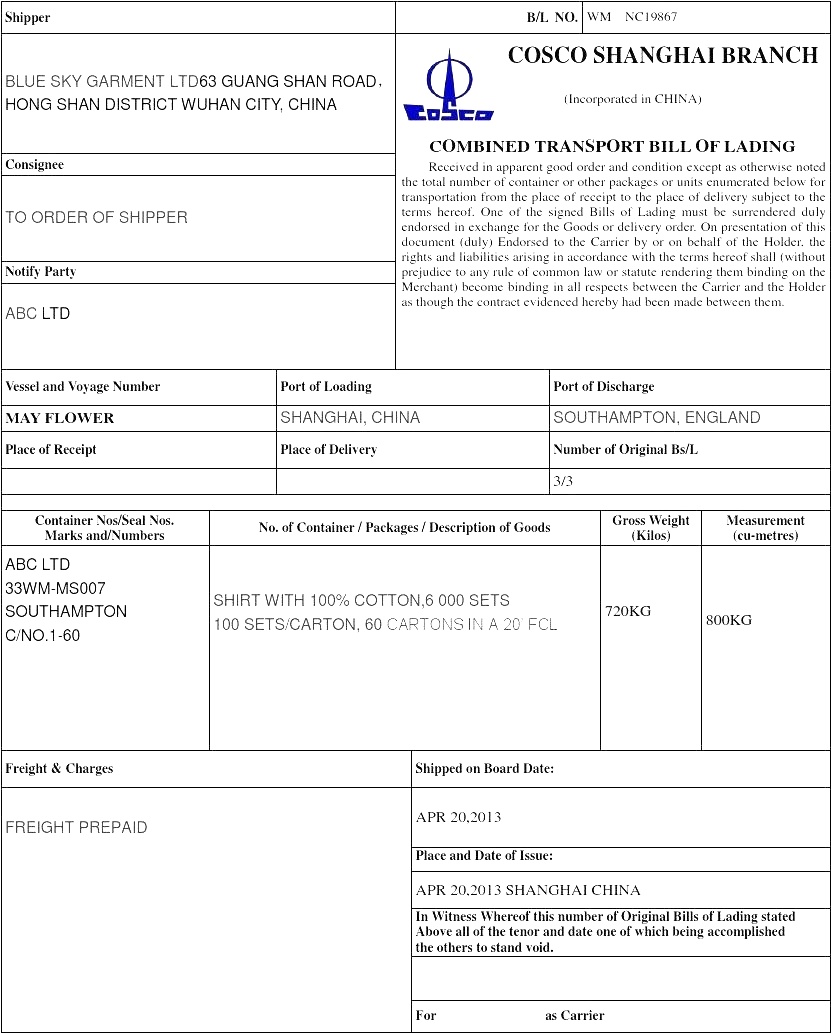 Shipper
B/L NO. WM NC19867
BLUE SKY GARMENT LTD63 GUANG SHAN ROAD,
HONG SHAN DISTRICT WUHAN CITY, CHINA
Consignee
TO ORDER OF SHIPPER
Notify Party
ABC LTD
COSCO
COSCO SHANGHAI BRANCH
(Incorporated in CHINA)
COMBINED TRANSPORT BILL OF LADING
Received in apparent good order and condition except as otherwise noted
the total number of container or other packages or units enumerated below for
transportation from the place of receipt to the place of delivery subject to the
terms hereof. One of the signed Bills of Lading must be surrendered duly
endorsed in exchange for the Goods or delivery order. On presentation of this
document (duly) Endorsed to the Carrier by or on behalf of the Holder. the
rights and liabilities arising in accordance with the terms hereof shall (without
prejudice to any rule of common law or statute rendering them binding on the
Merchant) become binding in all respects between the Carrier and the Holder
as though the contract evidenced hereby had been made between them.
Vessel and Voyage Number Port of Loading Port of Discharge
MAY FLOWER SHANGHAI, CHINA SOUTHAMPTON, ENGLAND
Place of Receipt Place of Delivery Number of Original Bs/L
3/3
Container Nos/Seal Nos.
Marks and/Numbers
No. of Container / Packages / Description of Goods
Gross Weight
(Kilos)
Measurement
(cu-metres)
ABC LTD
33WM-MS007
SOUTHAMPTON
C/NO.1-60
SHIRT WITH 100% COTTON,6 000 SETS
100 SETS/CARTON, 60 CARTONS IN A 20' FCL
720KG
800KG
Freight & Charges
FREIGHT PREPAID
Shipped on Board Date:
APR 20,2013
Place and Date of Issue:
APR 20,2013 SHANGHAI CHINA
In Witness Whereof this number of Original Bills of Lading stated
Above all of the tenor and date one of which being accomplished
the others to stand void.
For as Carrier